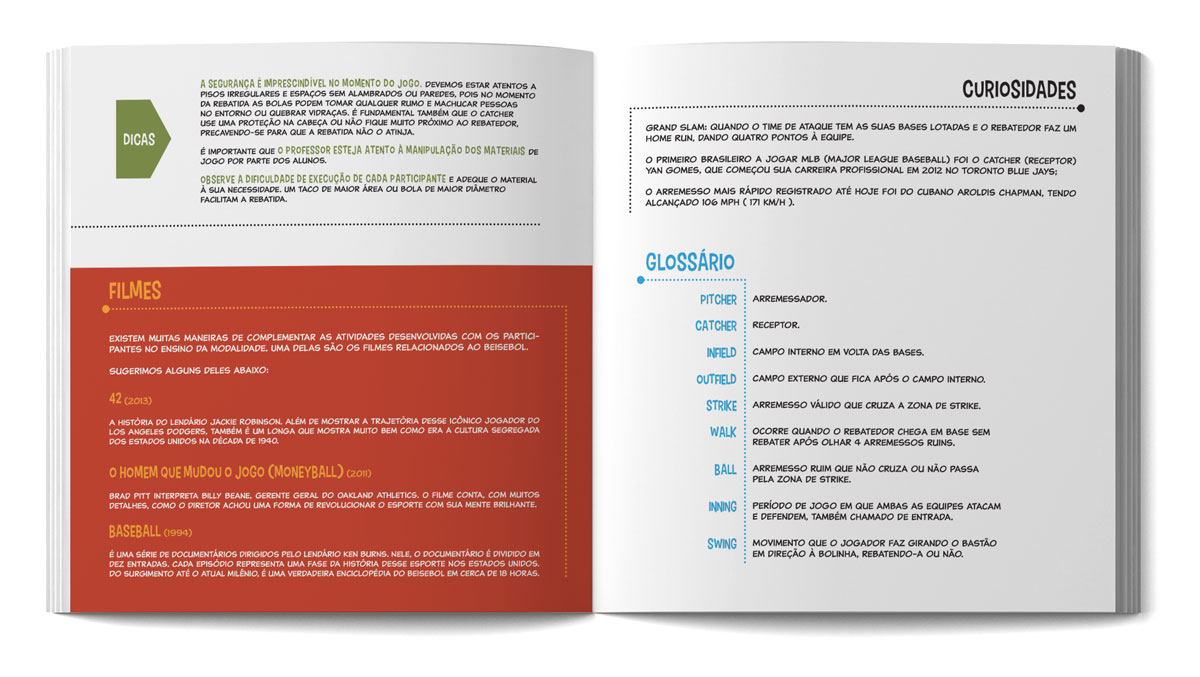 DICAS
A SEGURANÇA É IMPRESCINDÍVEL NO MOMENTO DO JOGO. DEVEMOS ESTAR ATENTOS A
PISOS IRREGULARES E ESPAÇOS SEM ALAMBRADOS OU PAREDES, POIS NO MOMENTO
DA REBATIDA AS BOLAS PODEM TOMAR QUALQUER RUMO E MACHUCAR PESSOAS
NO ENTORNO OU QUEBRAR VIDRAÇAS. É FUNDAMENTAL TAMBÉM QUE O CATCHER
USE UMA PROTEÇÃO NA CABEÇA OU NÃO FIQUE MUITO PRÓXIMO AO REBATEDOR,
PRECAVENDO-SE PARA QUE A REBATIDA NÃO O ATINJA.
É IMPORTANTE QUE O PROFESSOR ESTEJA ATENTO À MANIPULAÇÃO DOS MATERIAIS DE
JOGO POR PARTE DOS ALUNOS.
OBSERVE A DIFICULDADE DE EXECUÇÃO DE CADA PARTICIPANTE E ADEQUE O MATERIAL
À SUA NECESSIDADE. UM TACO DE MAIOR ÁREA OU BOLA DE MAIOR DIÂMETRO
FACILITAM A REBATIDA.
FILMES
EXISTEM MUITAS MANEIRAS DE COMPLEMENTAR AS ATIVIDADES DESENVOLVIDAS COM OS PARTICI-
PANTES NO ENSINO DA MODALIDADE. UMA DELAS SÃO OS FILMES RELACIONADOS AO BEISEBOL.
SUGERIMOS ALGUNS DELES ABAIXO:
42 (2013)
A HISTÓRIA DO LENDÁRIO JACKIE ROBINSON. ALÉM DE MOSTRAR A TRAJETÓRIA DESSE ICÔNICO JOGADOR DO
LOS ANGELES DODGERS, TAMBÉM É UM LONGA QUE MOSTRA MUITO BEM COMO ERA A CULTURA SEGREGADA
DOS ESTADOS UNIDOS NA DÉCADA DE 1940.
O HOMEM QUE MUDOU O JOGO (MONEYBALL) (2011)
BRAD PITT INTERPRETA BILLY BEANE, GERENTE GERAL DO OAKLAND ATHLETICS. O FILME CONTA, COM MUITOS
DETALHES, COMO O DIRETOR ACHOU UMA FORMA DE REVOLUCIONAR O ESPORTE COM SUA MENTE BRILHANTE.
BASEBALL (1994)
É UMA SÉRIE DE DOCUMENTÁRIOS DIRIGIDOS PELO LENDÁRIO KEN BURNS. NELE, O DOCUMENTÁRIO É DIVIDIDO EM
DEZ ENTRADAS. CADA EPISÓDIO REPRESENTA UMA FASE DA HISTÓRIA DESSE ESPORTE NOS ESTADOS UNIDOS.
DO SURGIMENTO ATÉ O ATUAL MILÊNIO, É UMA VERDADEIRA ENCICLOPÉDIA DO BEISEBOL EM CERCA DE 18 HORAS.
CURIOSIDADES
GRAND SLAM: QUANDO O TIME DE ATAQUE TEM AS SUAS BASES LOTADAS E O REBATEDOR FAZ UM
HOME RUN, DANDO QUATRO PONTOS À EQUIPE.
O PRIMEIRO BRASILEIRO A JOGAR MLB (MAJOR LEAGUE BASEBALL) FOI O CATCHER (RECEPTOR)
YAN GOMES, QUE COMEÇOU SUA CARREIRA PROFISSIONAL EM 2012 NO TORONTO BLUE JAYS;
O ARREMESSO MAIS RÁPIDO REGISTRADO ATÉ HOJE FOI DO CUBANO AROLDIS CHAPMAN, TENDO
ALCANÇADO 106 MPH ( 171 KM/H ).
GLOSSÁRIO
PITCHER ARREMESSADOR.
CATCHER RECEPTOR.
INFIELD CAMPO INTERNO EM VOLTA DAS BASES.
OUTFIELD CAMPO EXTERNO QUE FICA APÓS O CAMPO INTERNO.
STRIKE ARREMESSO VÁLIDO QUE CRUZA A ZONA DE STRIKE.
WALK OCORRE QUANDO O REBATEDOR CHEGA EM BASE SEM
REBATER APÓS OLHAR 4 ARREMESSOS RUINS.
BALL ARREMESSO RUIM QUE NÃO CRUZA OU NÃO PASSA
PELA ZONA DE STRIKE.
INNING PERÍODO DE JOGO EM QUE AMBAS AS EQUIPES ATACAM
E DEFENDEM, TAMBÉM CHAMADO DE ENTRADA.
SWING MOVIMENTO QUE O JOGADOR FAZ GIRANDO O BASTÃO
EM DIREÇÃO À BOLINHA, REBATENDO-A OU NÃO.